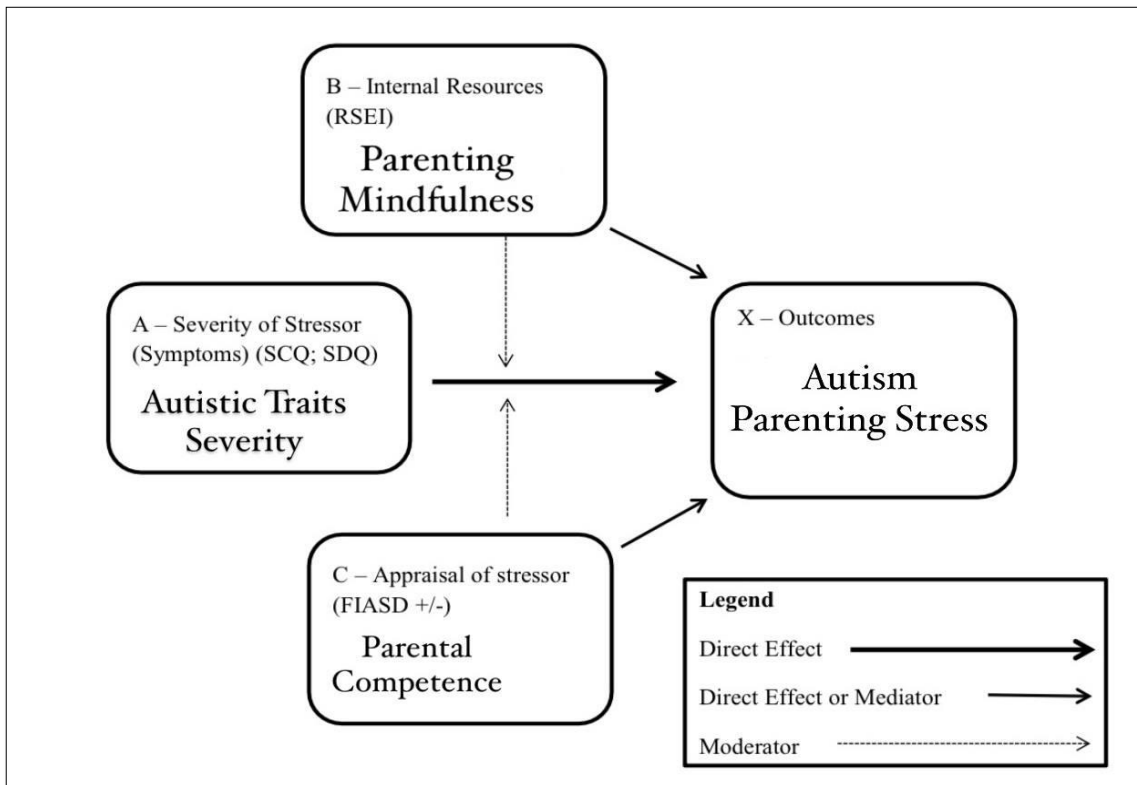 B – Internal Resources
(RSEI)
Parenting
Mindfulness
A – Severity of Stressor
(Symptoms) (SCQ; SDQ)
Autistic Traits
Severity
X – Outcomes
Autism
Parenting Stress
C – Appraisal of stressor
(FIASD +/-)
Parental
Competence
Legend
Direct Effect
Direct Effect or Mediator
Moderator